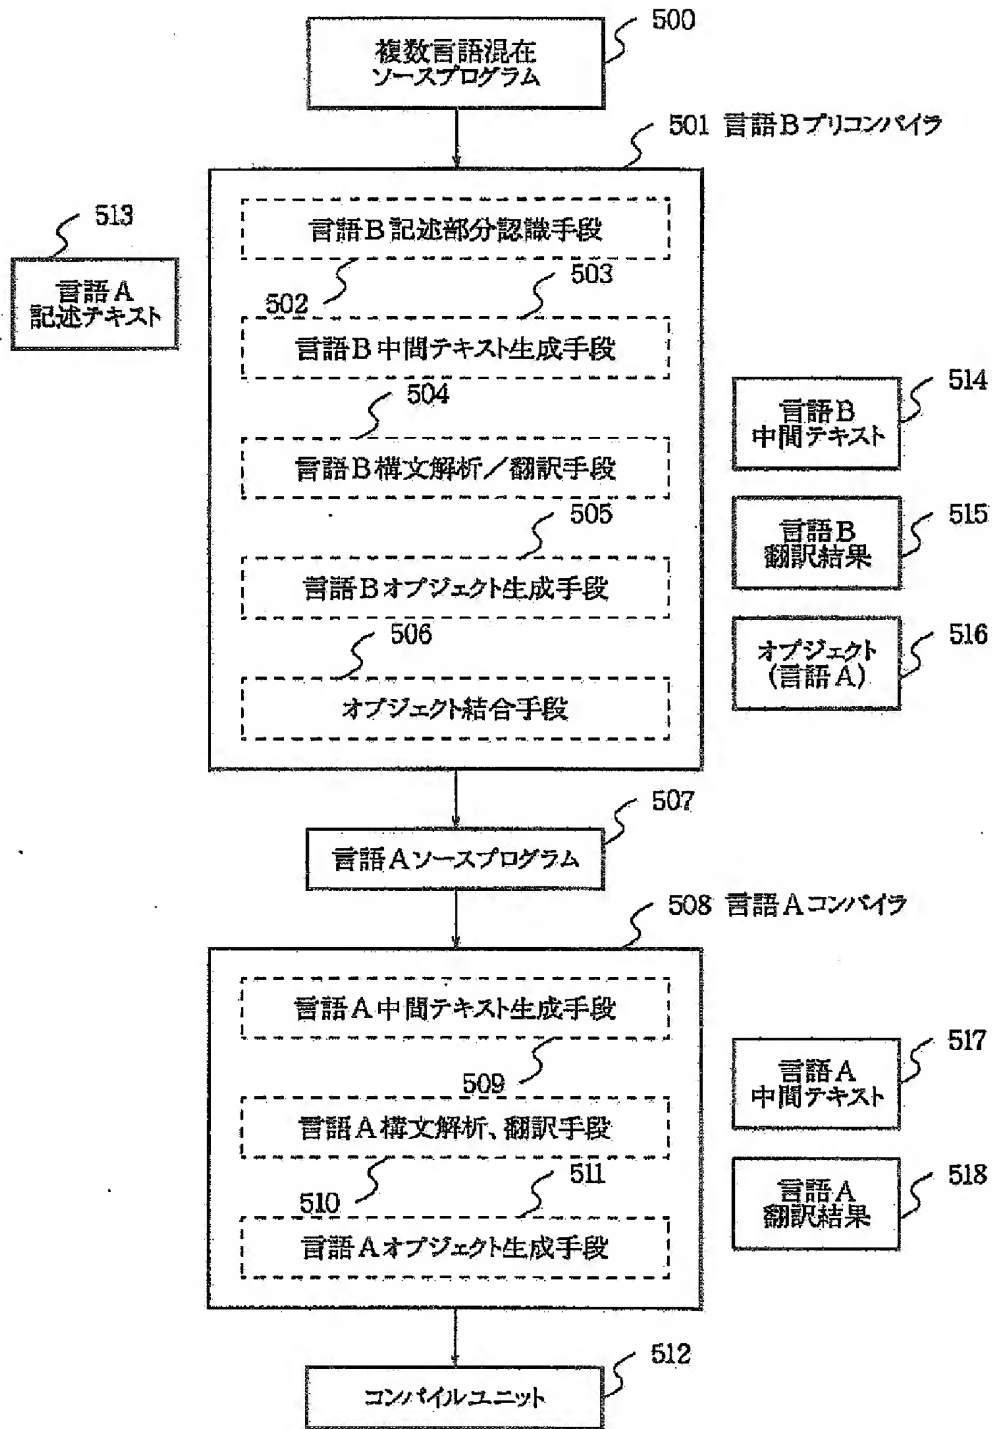 500
複数言語混在
ソースプログラム
501 言語Bプリコンパイラ
513
言語B記述部分認識手段
言語A
記述テキスト
502
503
言語B中間テキスト生成手段
504
514
言語B
中間テキスト
言語B構文解析／翻訳手段
505
515
言語B
翻訳結果
言語Bオブジェクト生成手段
506
516
オブジェクト
(言語A)
オブジェクト結合手段
507
言語Aソースプログラム
508 言語Aコンパイラ
言語A中間テキスト生成手段
509
517
言語A
中間テキスト
言語A構文解析、翻訳手段
510
511
518
言語A
翻訳結果
言語Aオブジェクト生成手段
512
コンパイルユニット